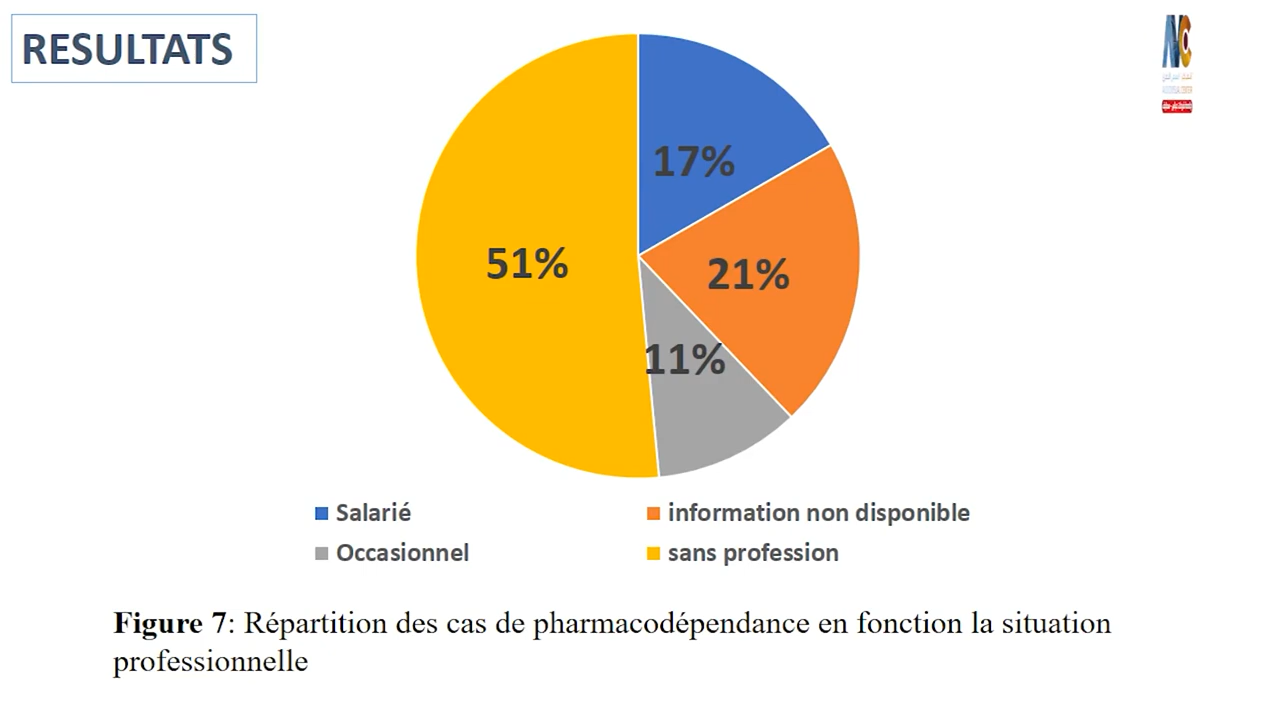 RESULTATS
17%
51%
21%
11%
Salarié
information non disponible
Occasionnel
sans profession
Figure 7: Répartition des cas de pharmacodépendance en fonction la situation
professionnelle